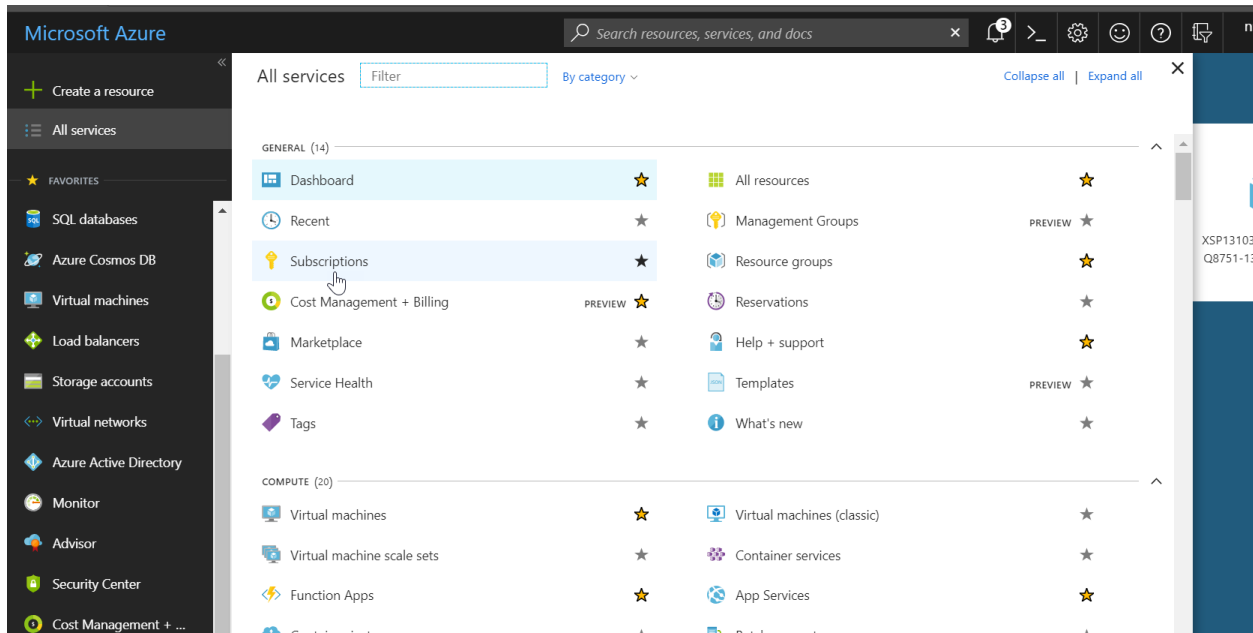 Microsoft Azure
Search resources, services, and docs
3
n
Create a resource
All services
FAVORITES
SQL databases
Azure Cosmos DB
Virtual machines
Load balancers
Storage accounts
Virtual networks
Azure Active Directory
Monitor
Advisor
Security Center
Cost Management + ...
All services
Filter
By category
Collapse all | Expand all
GENERAL (14)
Dashboard
All resources
Recent
Management Groups PREVIEW
Subscriptions
Resource groups
Cost Management + Billing PREVIEW
Reservations
Marketplace
Help + support
Service Health
Templates PREVIEW
Tags
What's new
COMPUTE (20)
Virtual machines
Virtual machines (classic)
Virtual machine scale sets
Container services
Function Apps
App Services
XSP13103
Q8751-13